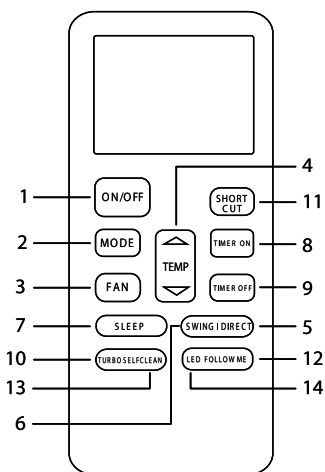 4
1 ON/OFF SHORT CUT 11
2 MODE TIMER ON 8
TEMP
3 FAN TIMER OFF 9
7 SLEEP SWING I DIRECT 5
10 TURBO SELFCLEAN LED FOLLOW ME 12
13 14
6